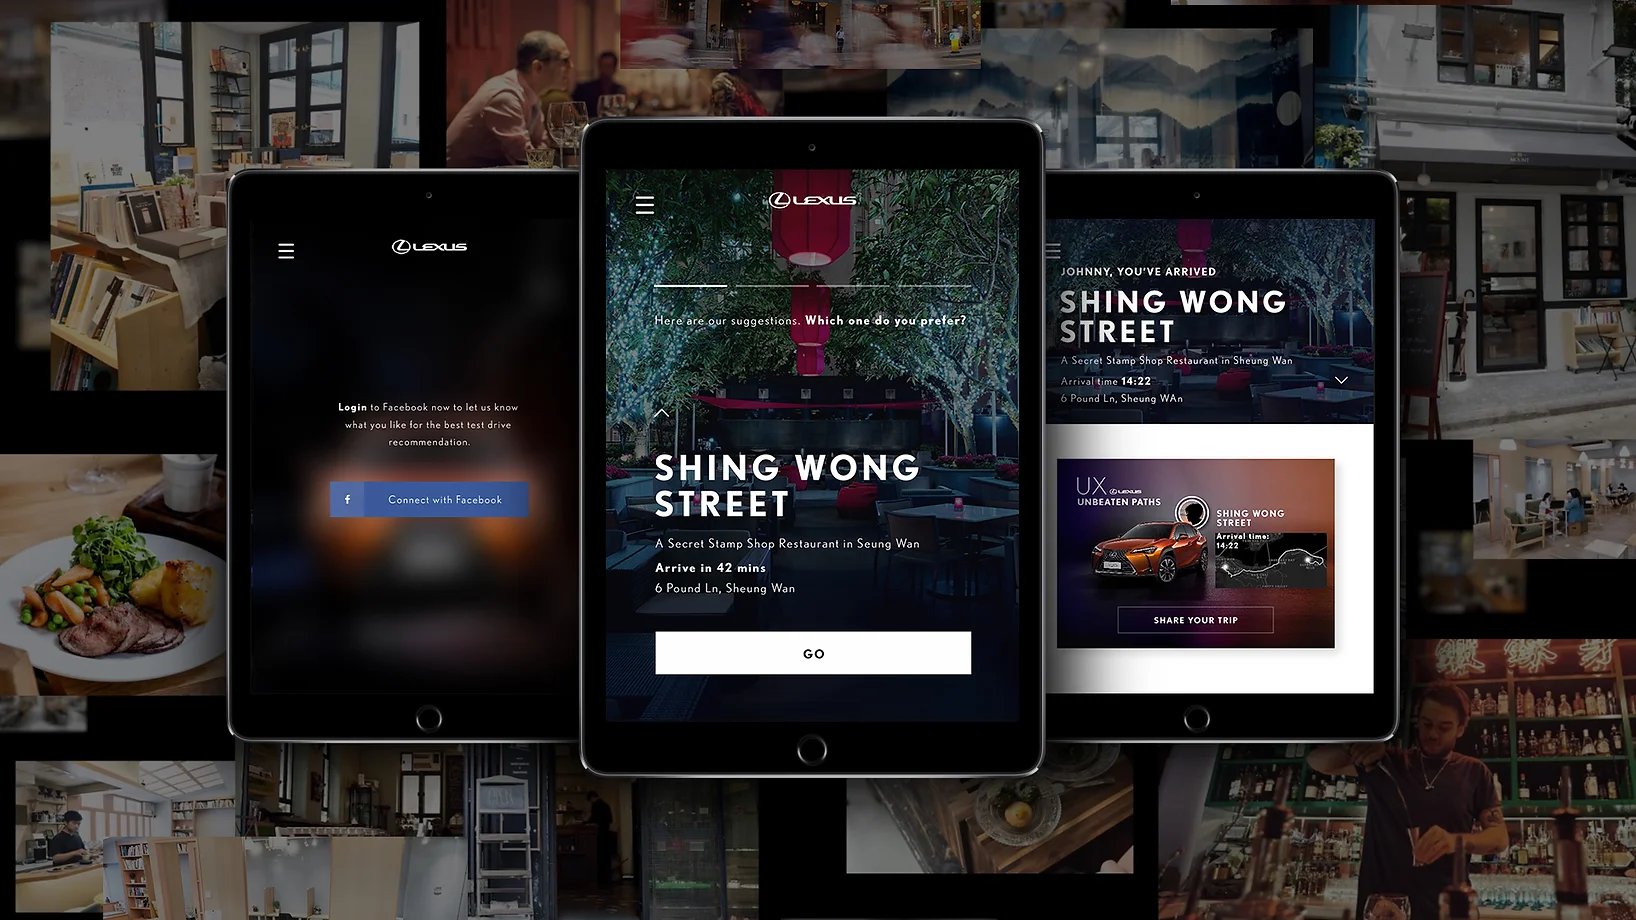 LEXUS
Login to Facebook now to let us know
what you like for the best test drive
recommendation.
f
Connect with Facebook
LEXUS
Here are our suggestions. Which one do you prefer?
SHING WONG
STREET
A Secret Stamp Shop Restaurant in Seung Wan
Arrive in 42 mins
6 Pound Ln, Sheung Wan
GO
JOHNNY, YOU'VE ARRIVED
SHING WONG
STREET
A Secret Stamp Shop Restaurant in Sheung Wan
Arrival time 14:22
6 Pound Ln, Sheung WAn
UX LEXUS
UNBEATEN PATHS
SHING WONG
STREET
Arrival time:
14:22
SHARE YOUR TRIP